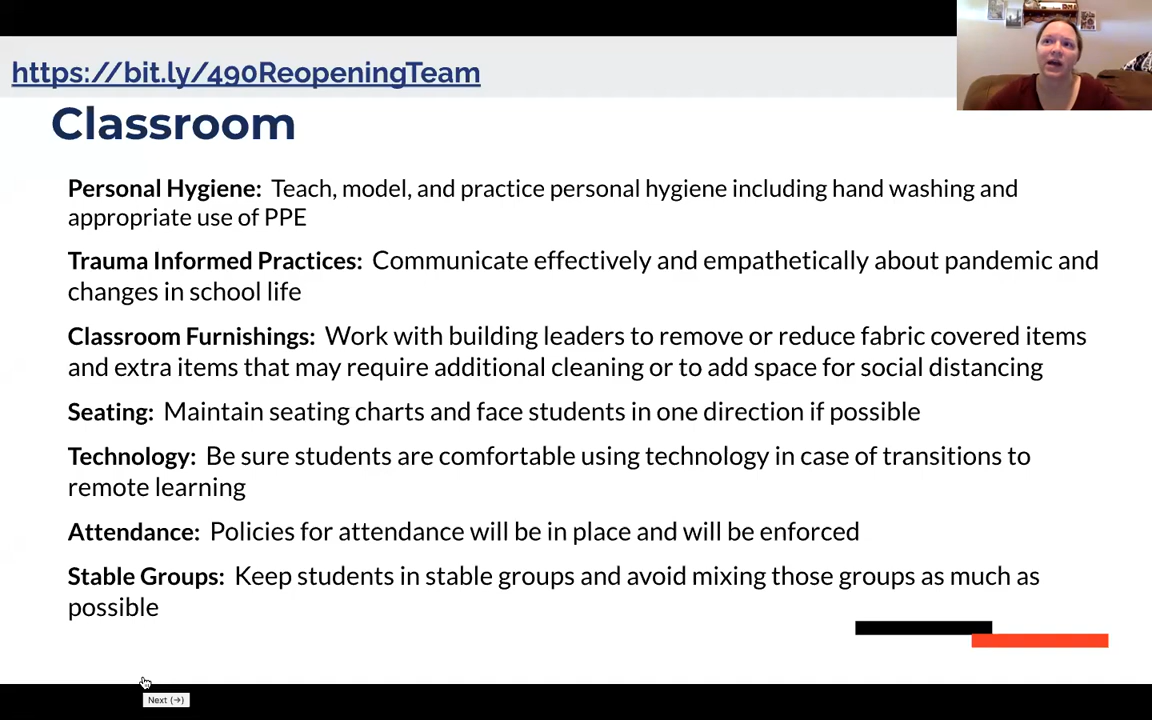 https://bit.ly/490ReopeningTeam
Classroom
Personal Hygiene: Teach, model, and practice personal hygiene including hand washing and
appropriate use of PPE
Trauma Informed Practices: Communicate effectively and empathetically about pandemic and
changes in school life
Classroom Furnishings: Work with building leaders to remove or reduce fabric covered items
and extra items that may require additional cleaning or to add space for social distancing
Seating: Maintain seating charts and face students in one direction if possible
Technology: Be sure students are comfortable using technology in case of transitions to
remote learning
Attendance: Policies for attendance will be in place and will be enforced
Stable Groups: Keep students in stable groups and avoid mixing those groups as much as
possible
Next (→)